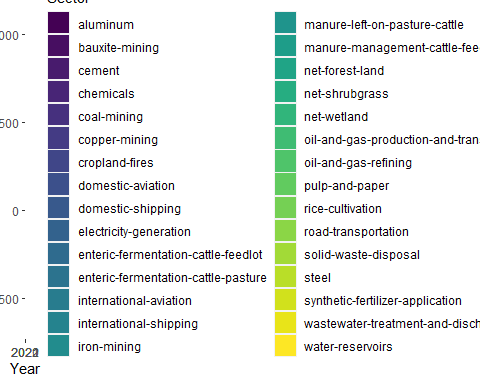 Sector
aluminum
bauxite-mining
cement
chemicals
coal-mining
copper-mining
cropland-fires
domestic-aviation
domestic-shipping
electricity-generation
enteric-fermentation-cattle-feedlot
enteric-fermentation-cattle-pasture
international-aviation
international-shipping
iron-mining
manure-left-on-pasture-cattle
manure-management-cattle-fee
net-forest-land
net-shrubgrass
net-wetland
oil-and-gas-production-and-tran
oil-and-gas-refining
pulp-and-paper
rice-cultivation
road-transportation
solid-waste-disposal
steel
synthetic-fertilizer-application
wastewater-treatment-and-disch
water-reservoirs
000
500
0
500
Year